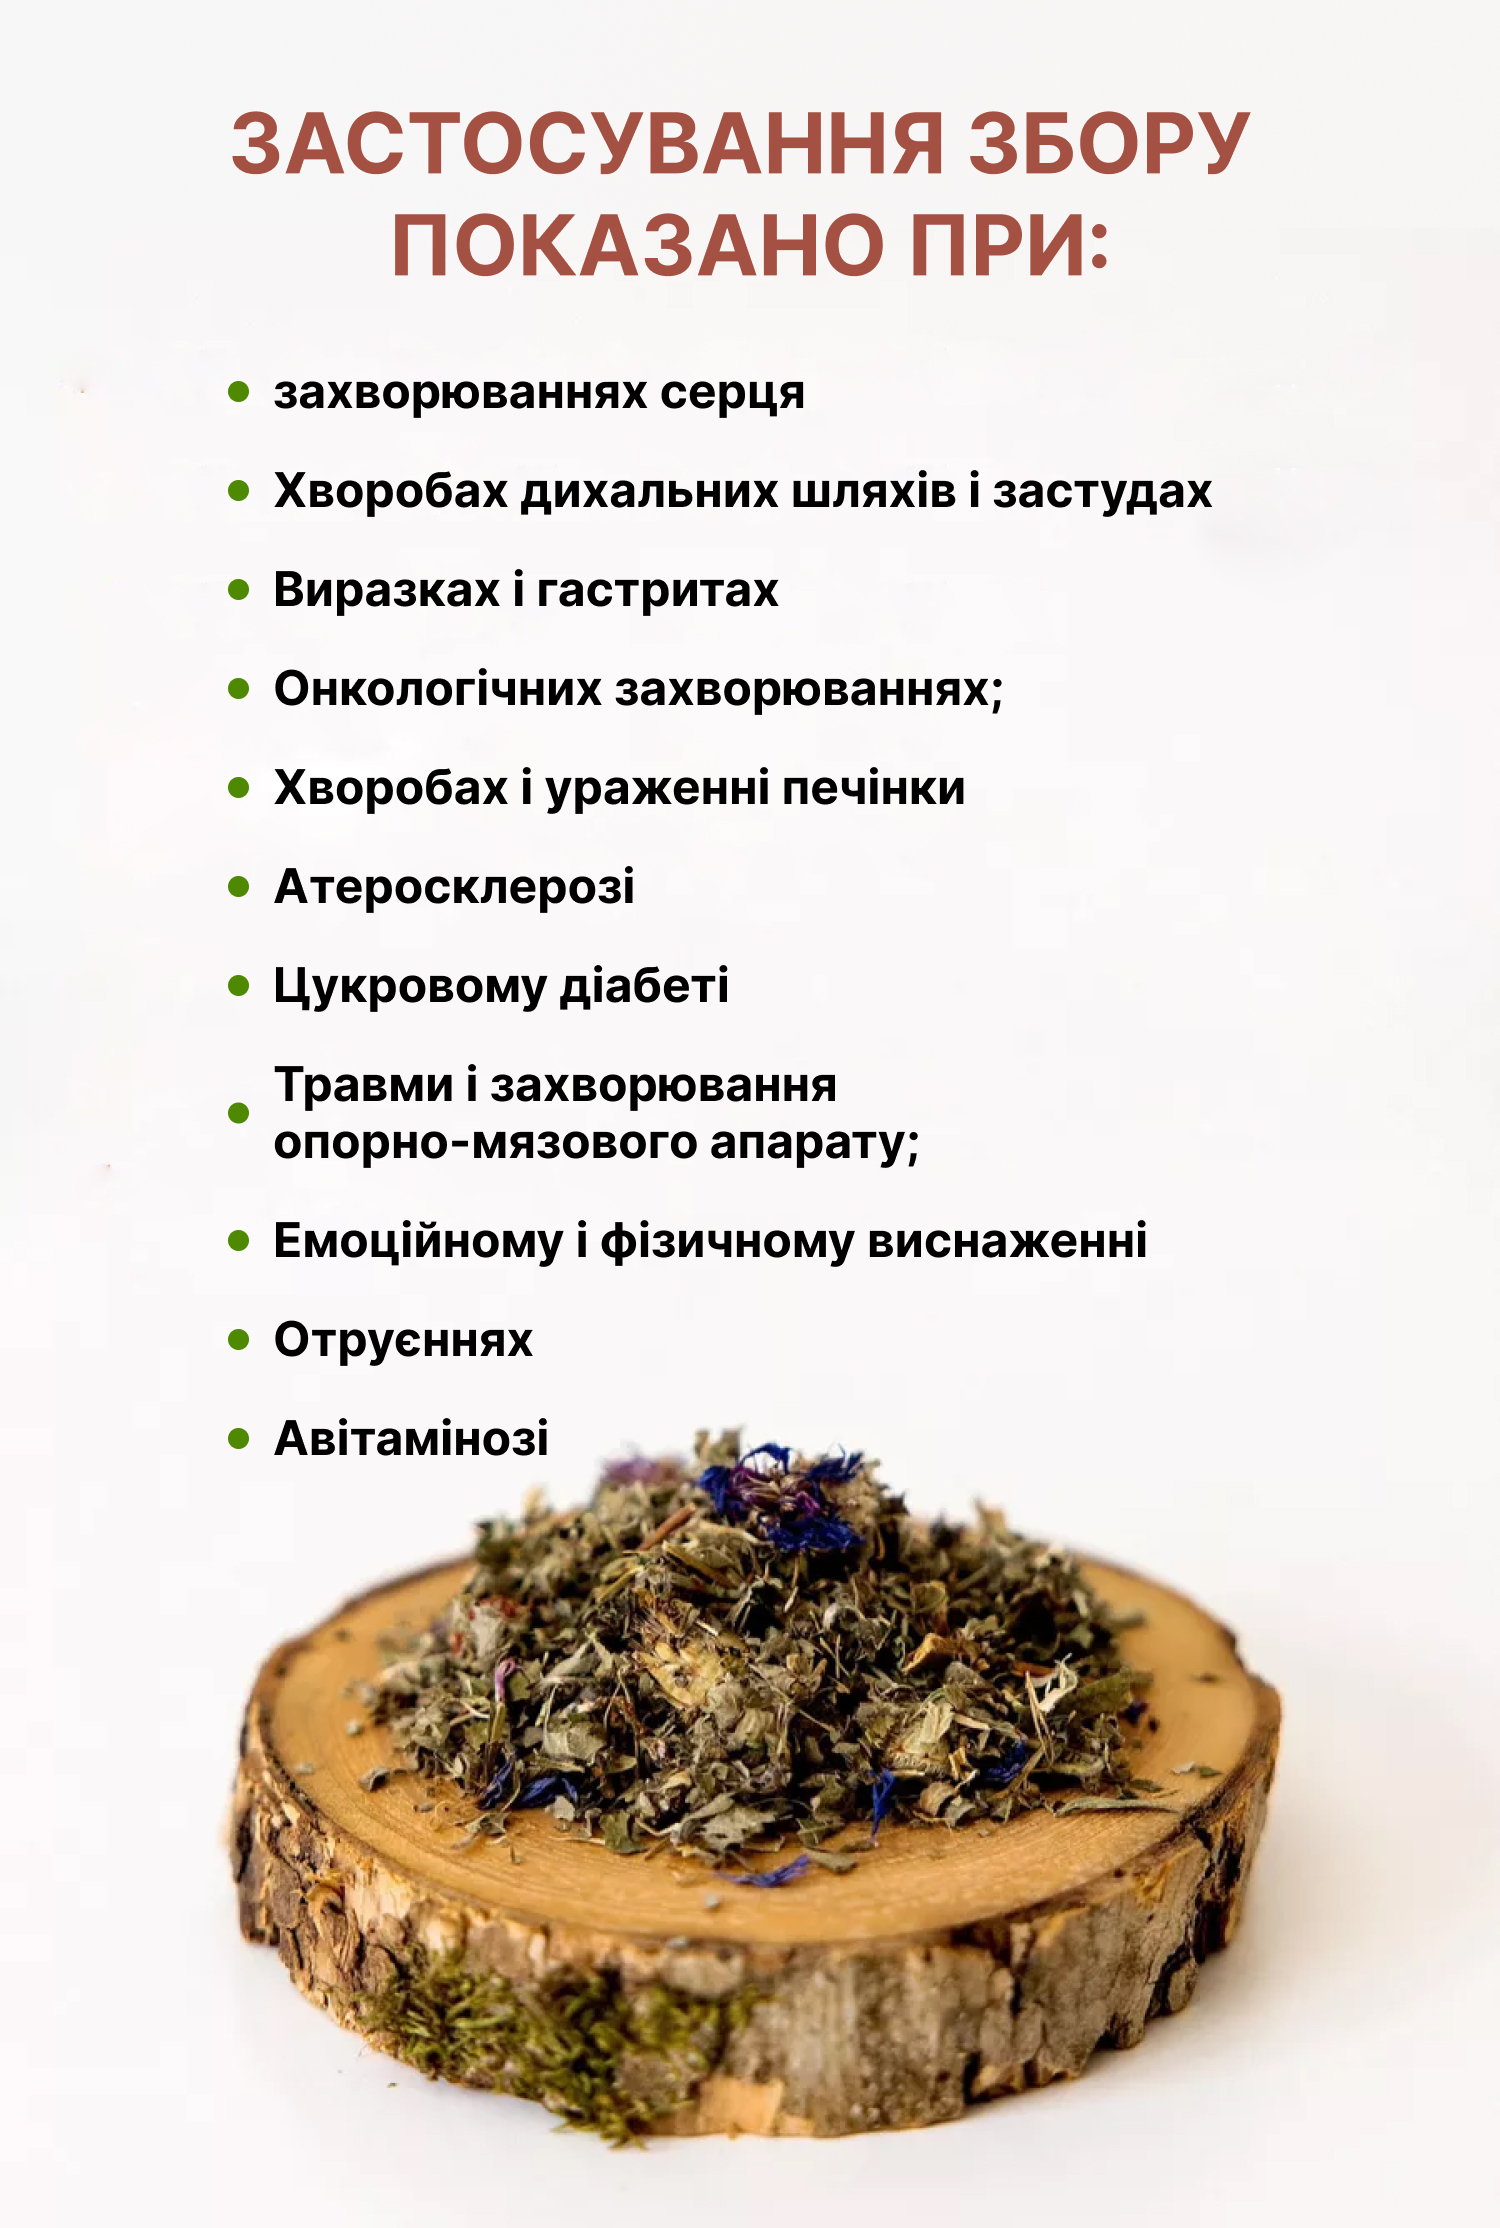 ЗАСТОСУВАННЯ ЗБОРУ
ПОКАЗАНО ПРИ:
захворюваннях серця
Хворобах дихальних шляхів і застудах
Виразках і гастритах
Онкологічних захворюваннях;
Хворобах і ураженні печінки
Атеросклерозі
Цукровому діабеті
Травми і захворювання
опорно-мязового апарату;
Емоційному і фізичному виснаженні
Отруєннях
Авітамінозі